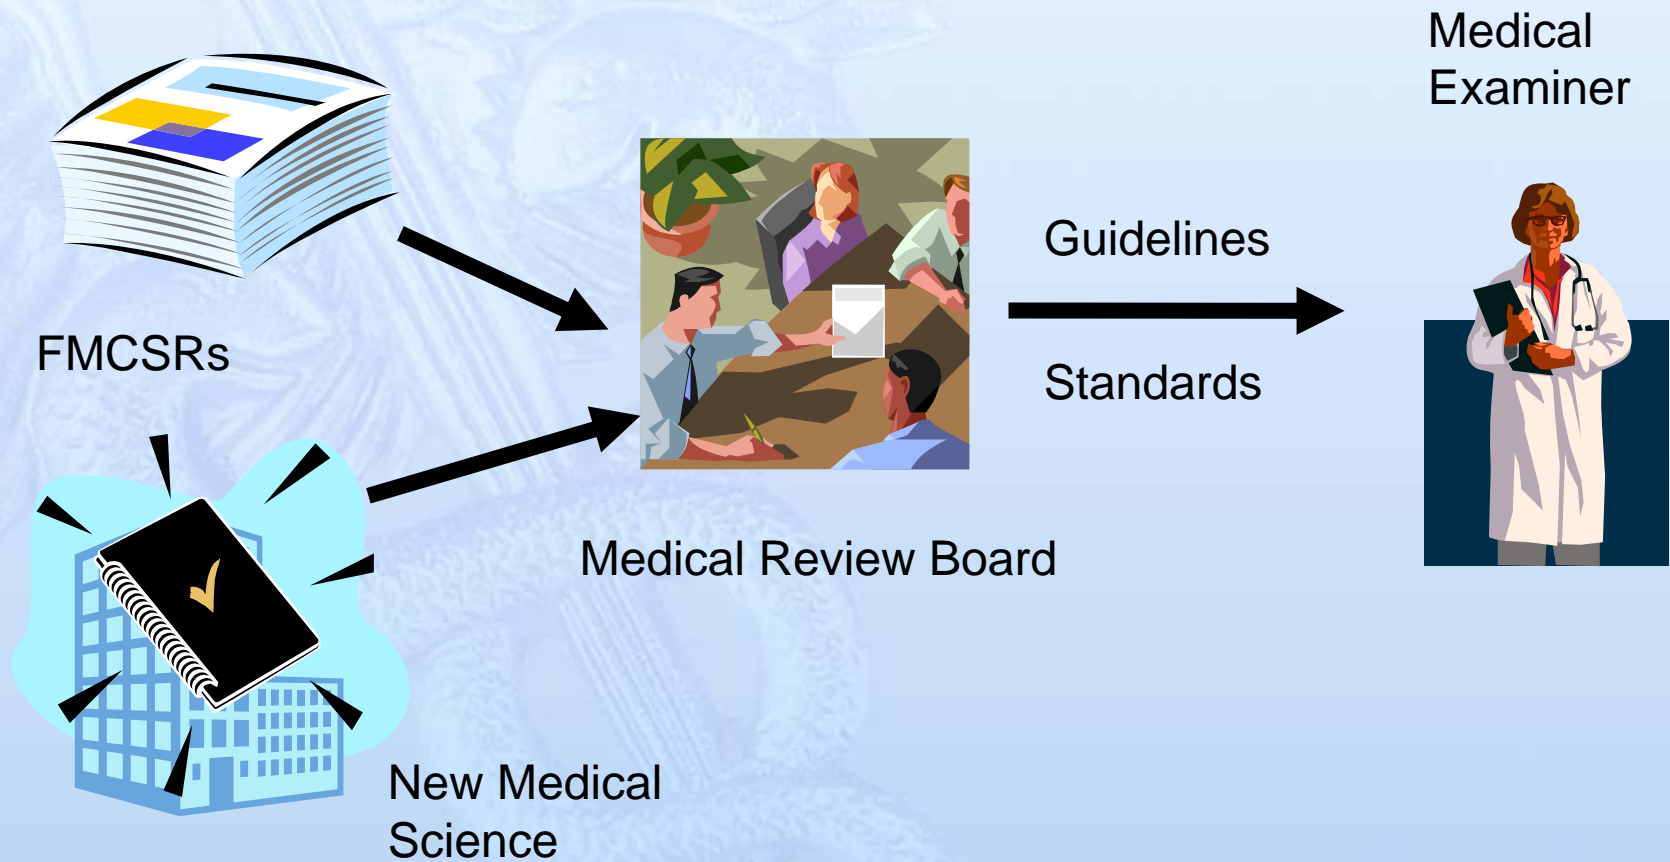 FMCSRs
New Medical
Science
Medical Review Board
Guidelines
Standards
Medical
Examiner